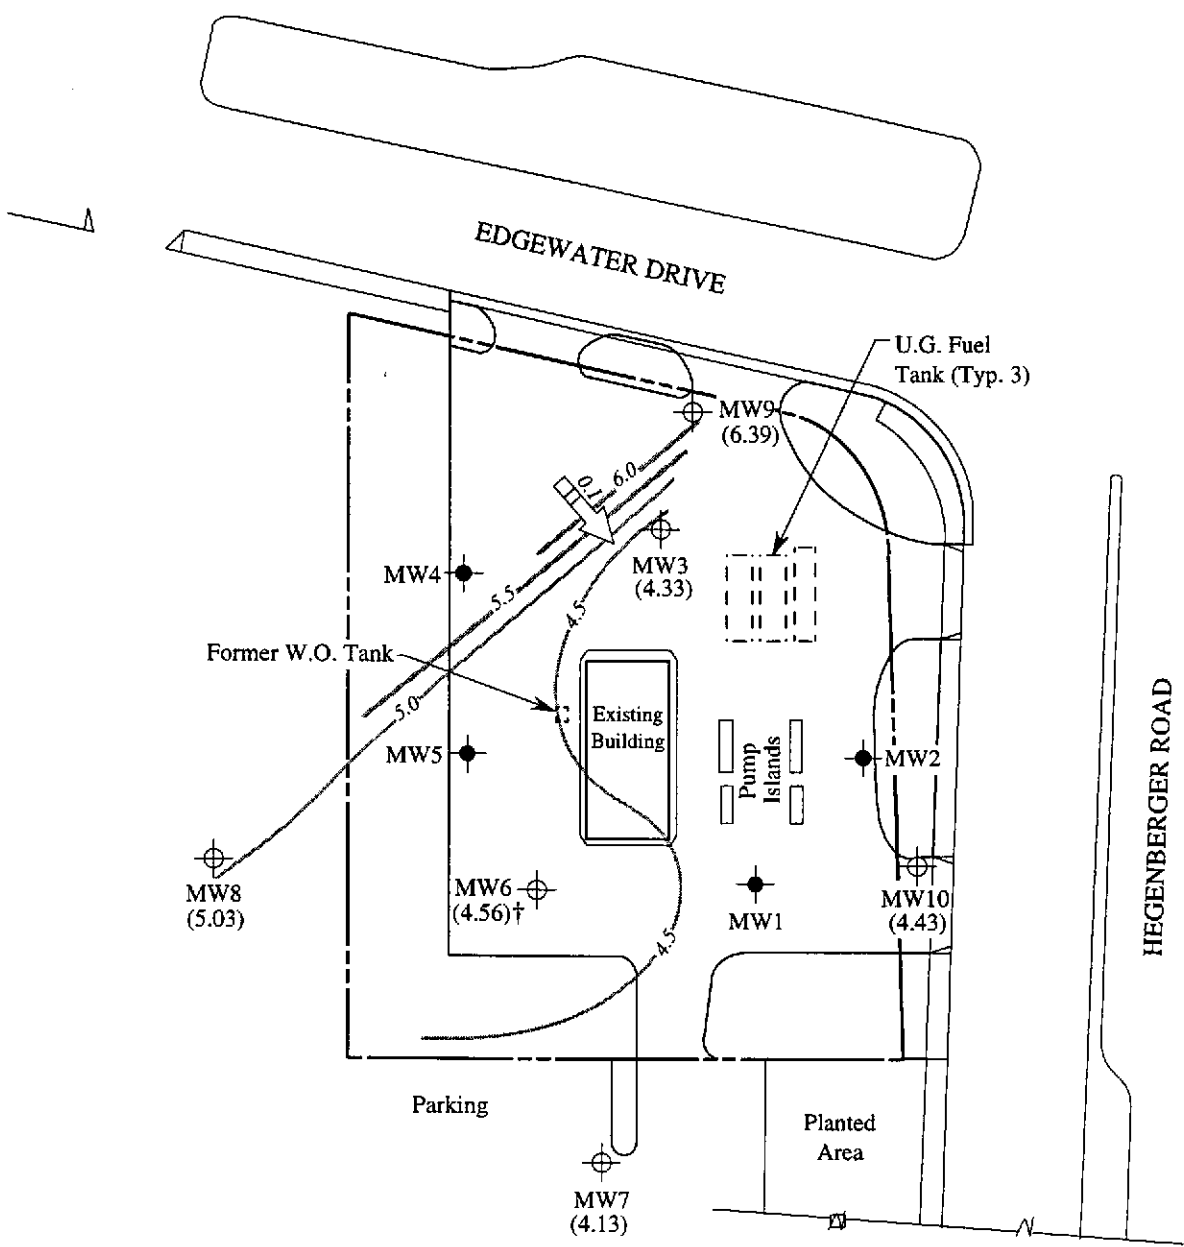 EDGEWATER DRIVE
U.G. Fuel
Tank (Typ. 3)
MW9
(6.39)
6.0
0.1
MW3
(4.33)
MW4
5.5
4.5
Former W.O. Tank
5.0
Existing
Building
Pump
Islands
MW5
MW2
HEGENBERGER ROAD
MW8
(5.03)
MW6
(4.56)†
MW1
MW10
(4.43)
4.5
Parking
Planted
Area
MW7
(4.13)